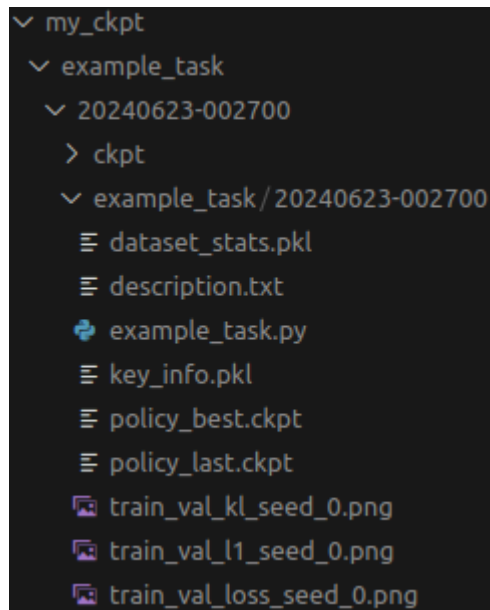 my_ckpt
example_task
20240623-002700
ckpt
example_task/20240623-002700
dataset_stats.pkl
description.txt
example_task.py
key_info.pkl
policy_best.ckpt
policy_last.ckpt
train_val_kl_seed_0.png
train_val_l1_seed_0.png
train_val_loss_seed_0.png